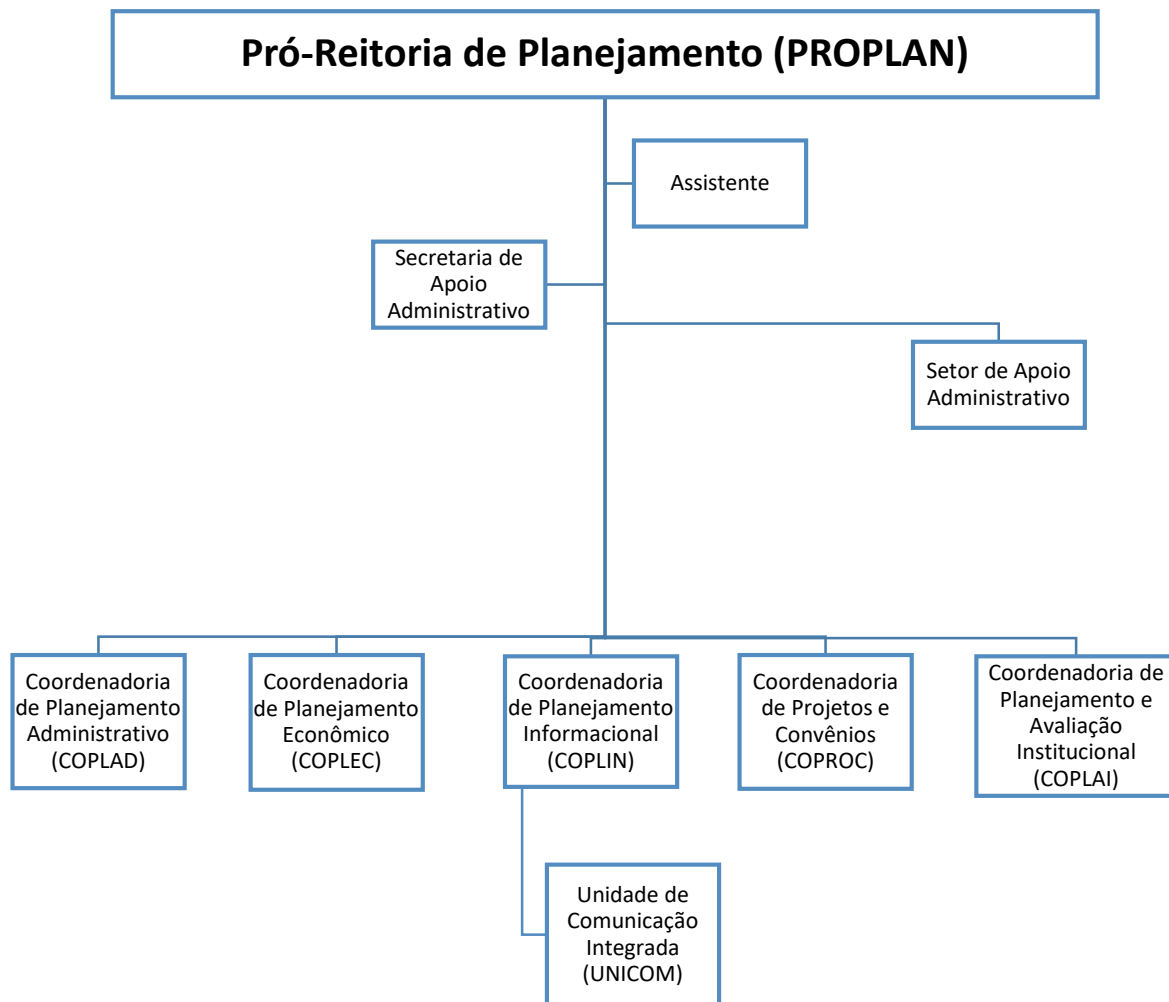 Pró-Reitoria de Planejamento (PROPLAN)
Assistente
Secretaria de
Apoio
Administrativo
Setor de Apoio
Administrativo
Coordenadoria
de Planejamento
Administrativo
(COPLAD)
Coordenadoria
de Planejamento
Econômico
(COPLEC)
Coordenadoria
de Planejamento
Informacional
(COPLIN)
Coordenadoria
de Projetos e
Convênios
(COPROC)
Coordenadoria de
Planejamento e
Avaliação
Institucional
(COPLAI)
Unidade de
Comunicação
Integrada
(UNICOM)